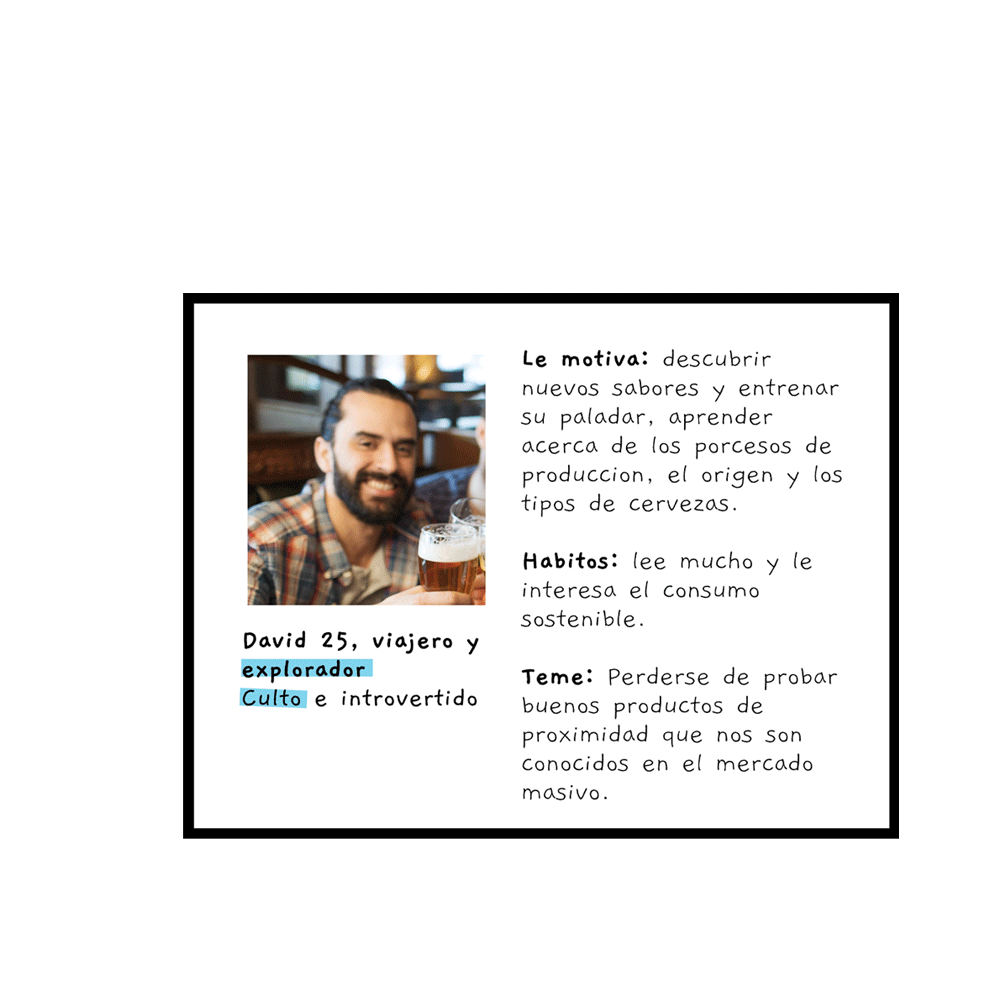 David 25, viajero y
explorador
Culto e introvertido
Le motiva: descubrir
nuevos sabores y entrenar
su paladar, aprender
acerca de los porcesos de
produccion, el origen y los
tipos de cervezas.
Habitos: lee mucho y le
interesa el consumo
sostenible.
Teme: Perderse de probar
buenos productos de
proximidad que nos son
conocidos en el mercado
masivo.